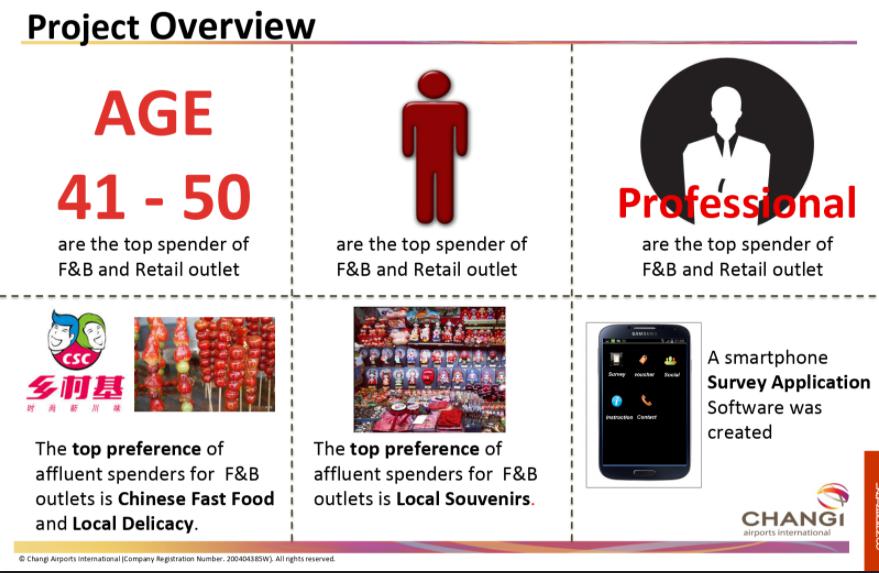 Project Overview
AGE
41 - 50
are the top spender of
F&B and Retail outlet
are the top spender of
F&B and Retail outlet
Professional
are the top spender of
F&B and Retail outlet
CSC
乡村基
时 尚 新 川 味
The top preference of
affluent spenders for F&B
outlets is Chinese Fast Food
and Local Delicacy.
The top preference of
affluent spenders for F&B
outlets is Local Souvenirs.
SAMSUNG
Survey voucher Social
Instruction Contact
A smartphone
Survey Application
Software was
created
CHANGI
airports international
© Changi Airports International (Company Registration Number. 200404385W). All rights reserved.